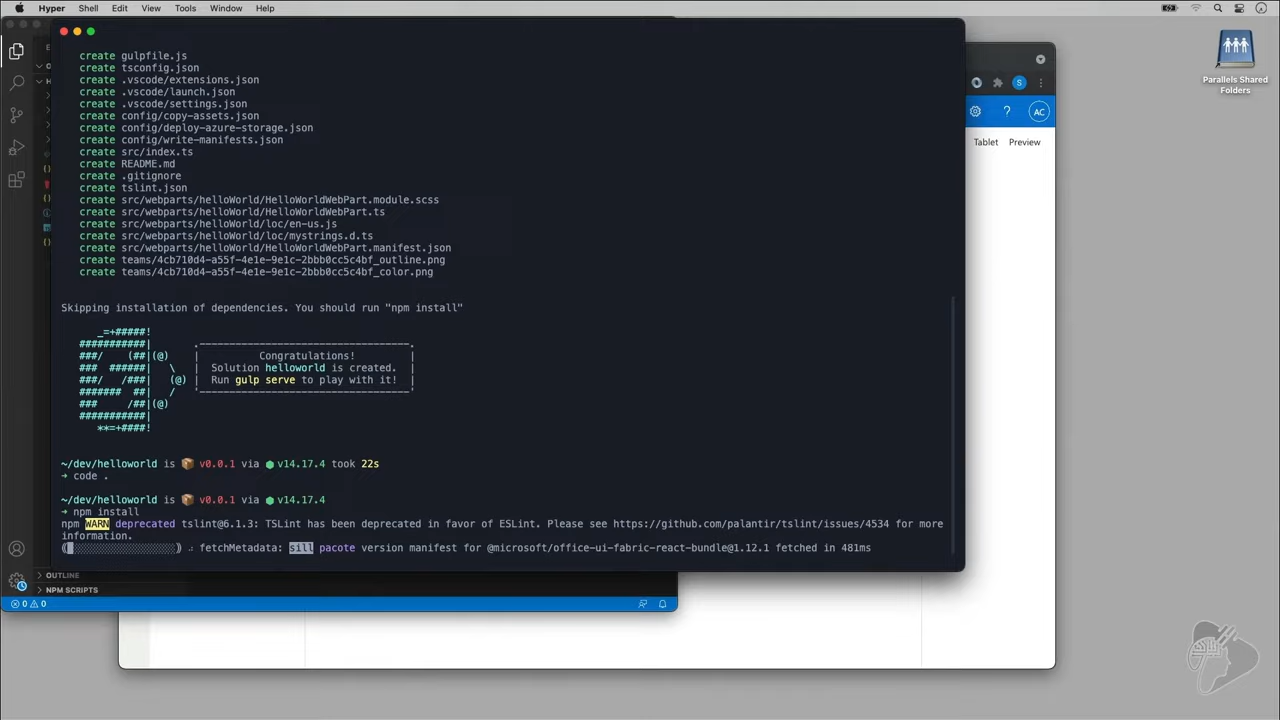 Hyper Shell Edit View Tools Window Help
create gulpfile.js
create tsconfig.json
create .vscode/extensions.json
create .vscode/launch.json
create .vscode/settings.json
create config/copy-assets.json
create config/deploy-azure-storage.json
create config/write-manifests.json
create src/index.ts
create README.md
create .gitignore
create tslint.json
create src/webparts/helloWorld/HelloWorldWebPart.module.scss
create src/webparts/helloWorld/HelloWorldWebPart.ts
create src/webparts/helloWorld/loc/en-us.js
create src/webparts/helloWorld/loc/mystrings.d.ts
create src/webparts/helloWorld/HelloWorldWebPart.manifest.json
create teams/4cb710d4-a55f-4e1e-9e1c-2bbb0cc5c4bf_outline.png
create teams/4cb710d4-a55f-4e1e-9e1c-2bbb0cc5c4bf_color.png
Skipping installation of dependencies. You should run "npm install"
_=+#####!
###########| .-----------------------------------.
###/ (##|(@) | Congratulations! |
### ######| \ | Solution helloworld is created. |
###/ /###| (@) | Run gulp serve to play with it! |
####### ##| / '-----------------------------------'
### /##|(@)
###########|
**=+####!
~/dev/helloworld is 📦 v0.0.1 via ⬢ v14.17.4 took 22s
➜ code .
~/dev/helloworld is 📦 v0.0.1 via ⬢ v14.17.4
➜ npm install
npm WARN deprecated tslint@6.1.3: TSLint has been deprecated in favor of ESLint. Please see https://github.com/palantir/tslint/issues/4534 for more
information.
fetchMetadata: sill pacote version manifest for @microsoft/office-ui-fabric-react-bundle@1.12.1 fetched in 481ms
OUTLINE
NPM SCRIPTS
0 0
S
? AC
Tablet Preview
Parallels Shared
Folders